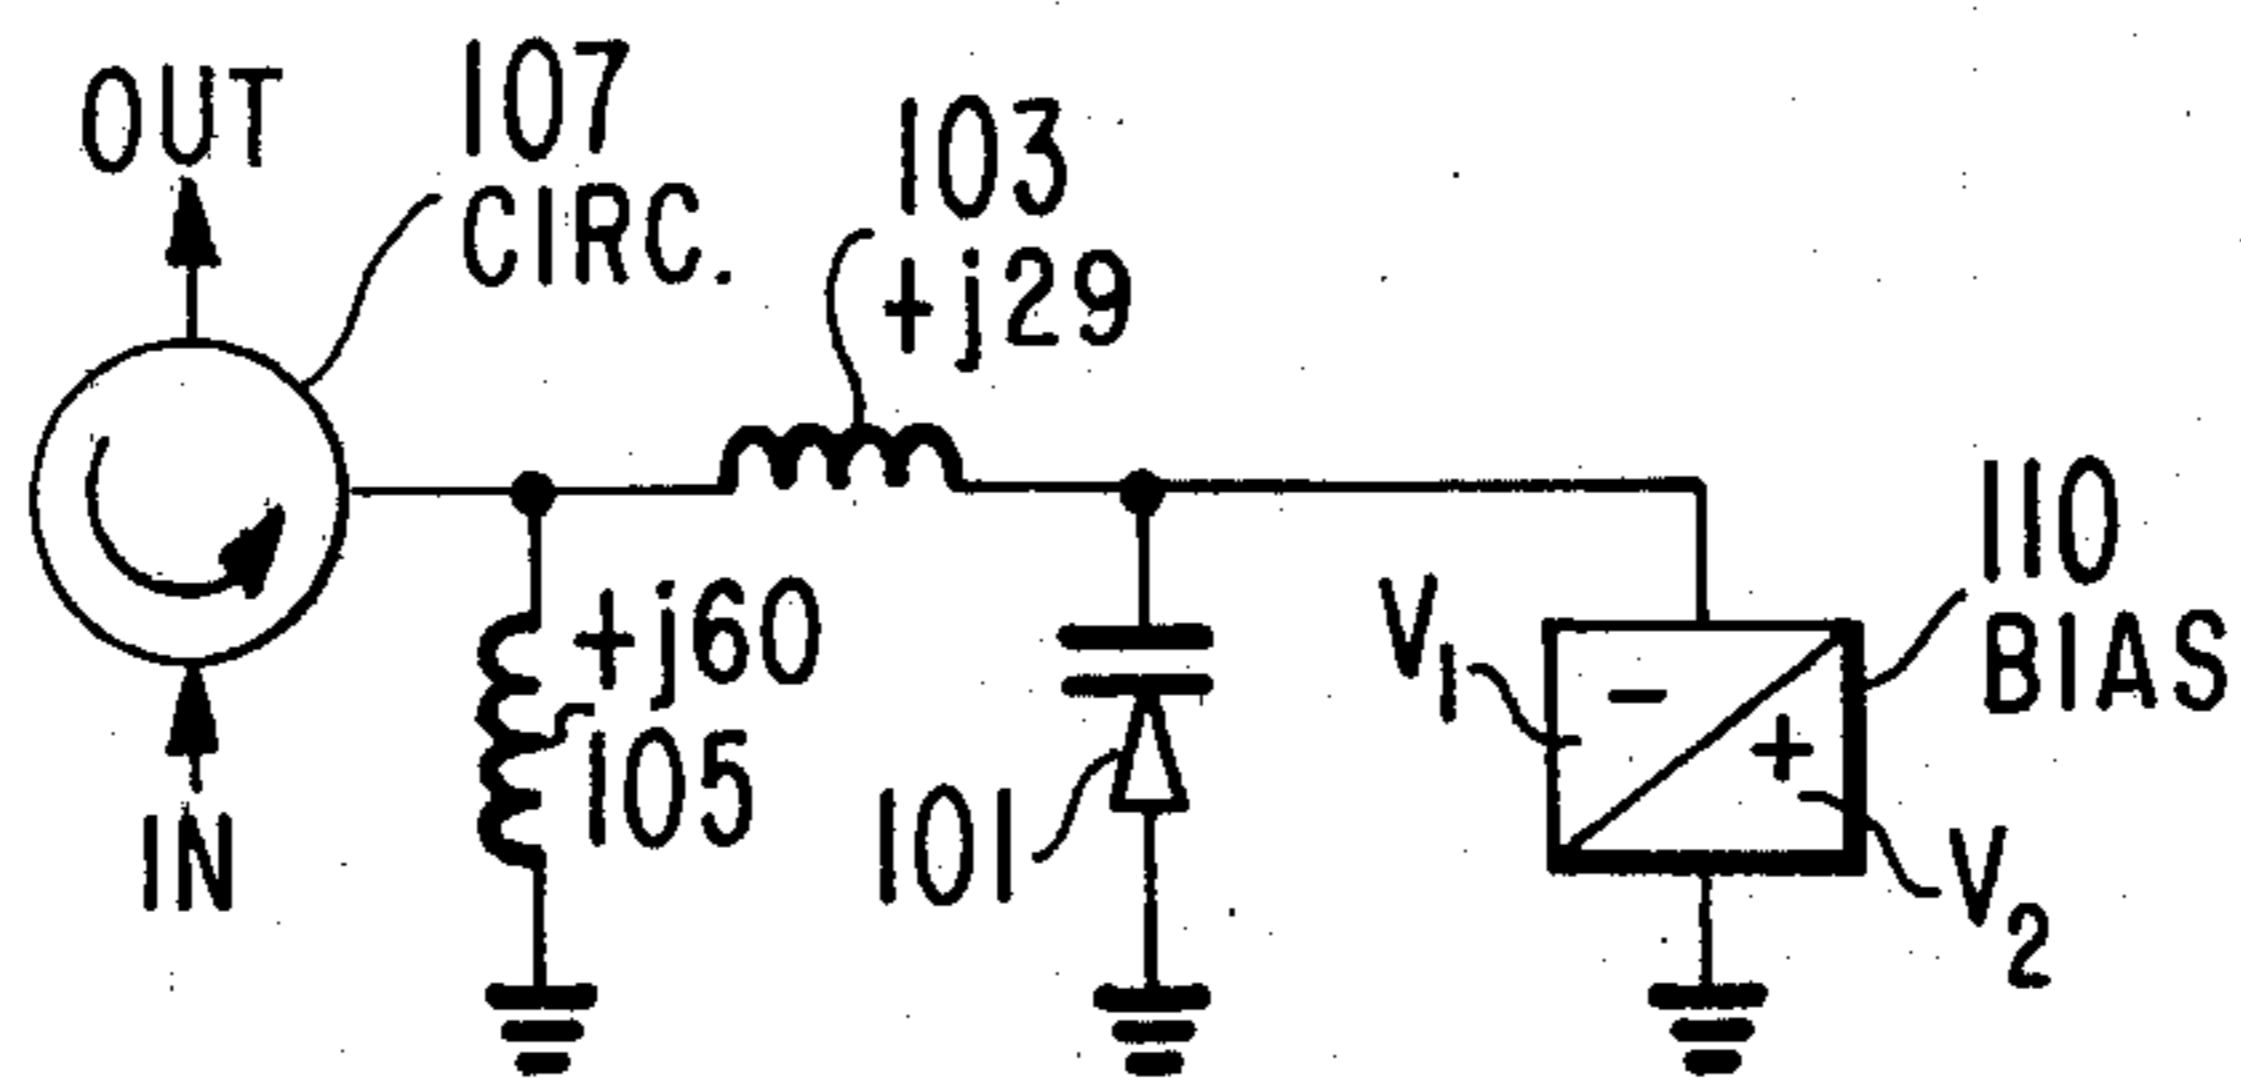 OUT
107
CIRC.
103
+j29
110
BIAS
V1
-
+
+j60
105
101
IN
V2